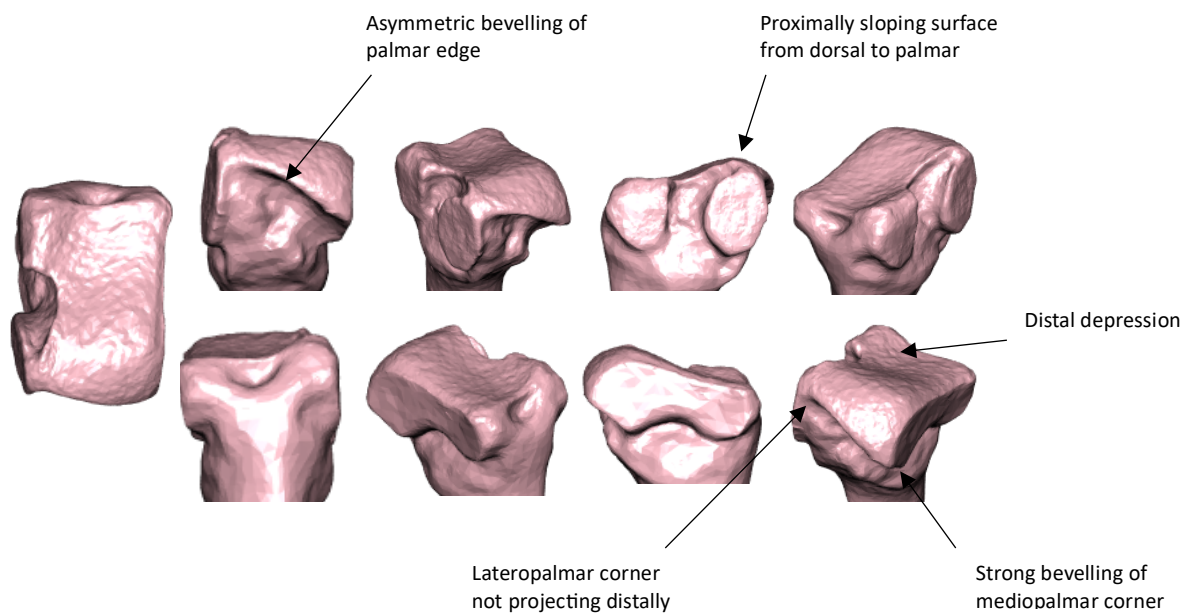 Asymmetric bevelling of
palmar edge
Proximally sloping surface
from dorsal to palmar
Distal depression
Lateropalmar corner
not projecting distally
Strong bevelling of
mediopalmar corner